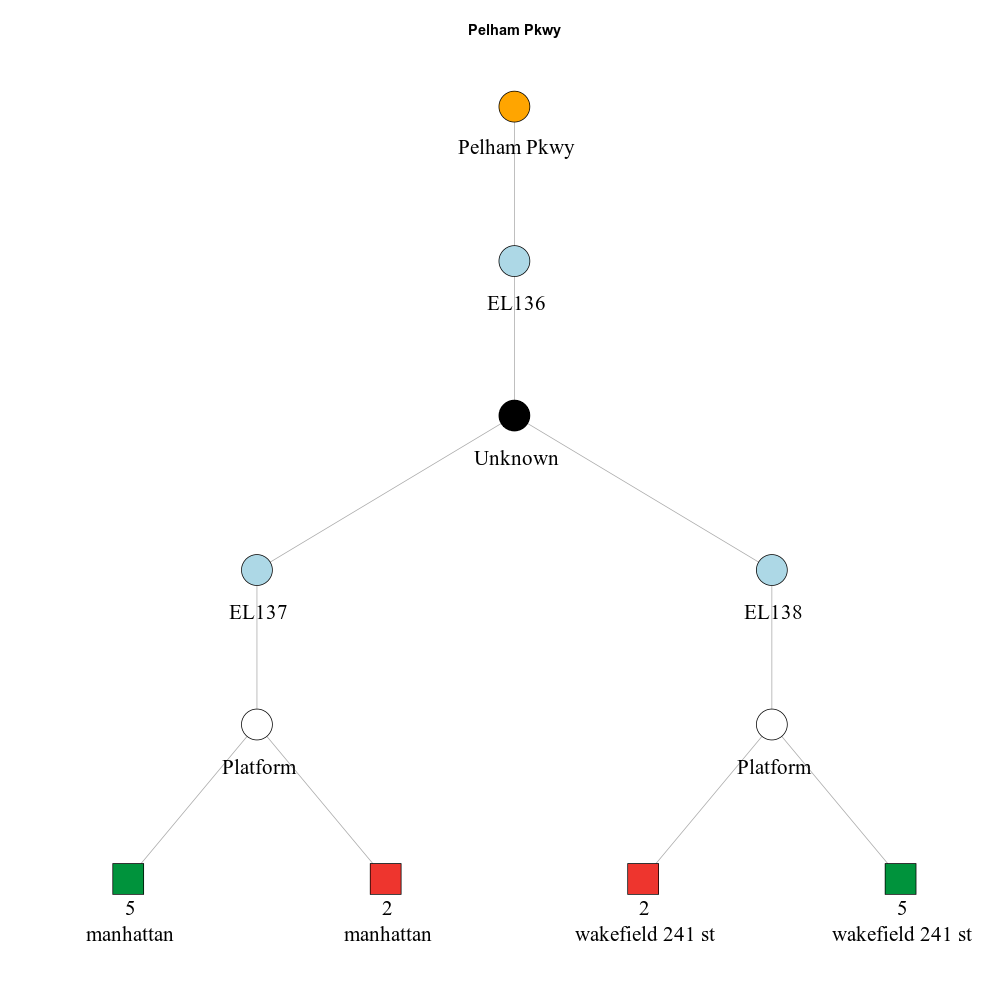 Pelham Pkwy
Pelham Pkwy
EL136
Unknown
EL137
EL138
Platform
Platform
5
manhattan
2
manhattan
2
wakefield 241 st
5
wakefield 241 st